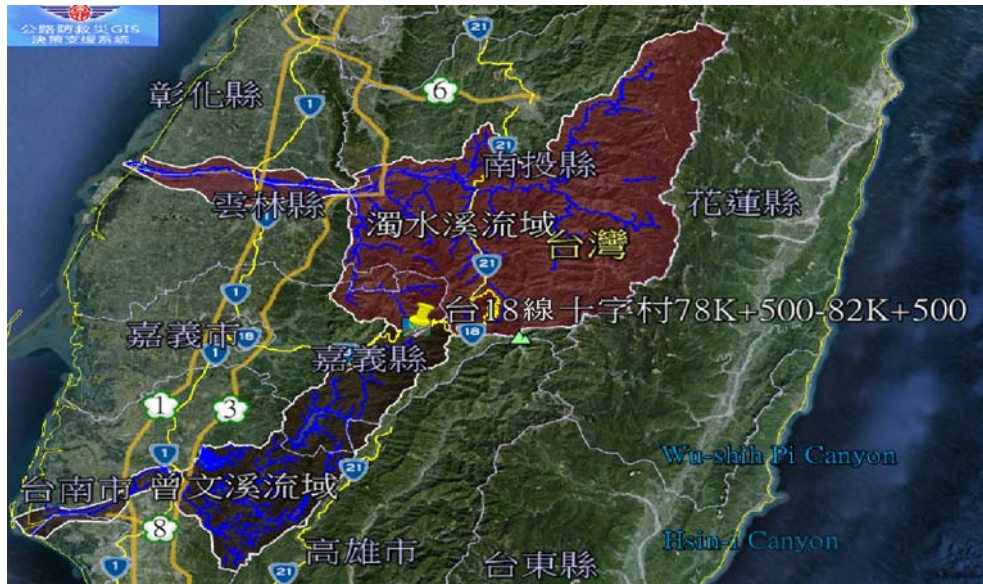 公路防救災GIS
決策支援系統
21
彰化縣
6
1
21
南投縣
雲林縣
1
花蓮縣
濁水溪流域
台灣
21
1
台18線十字村78K+500-82K+500
嘉義市
18
1
18
嘉義縣
1
3
1
21
Wu-shih Pi Canyon
台南市
曾文溪流域
8
Hsin-i Canyon
高雄市
台東縣
1
21